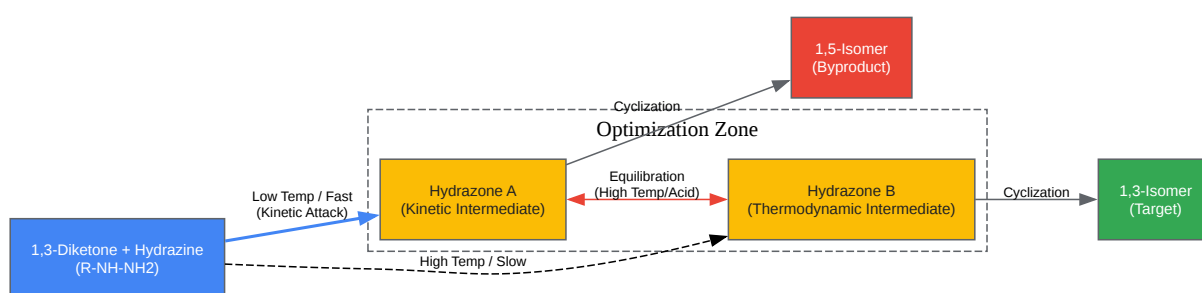 1,5-Isomer
(Byproduct)
Cyclization
Optimization Zone
Low Temp / Fast
(Kinetic Attack)
Hydrazone A
(Kinetic Intermediate)
Equilibration
(High Temp/Acid)
Hydrazone B
(Thermodynamic Intermediate)
Cyclization
1,3-Isomer
(Target)
1,3-Diketone + Hydrazine
(R-NH-NH2)
High Temp / Slow